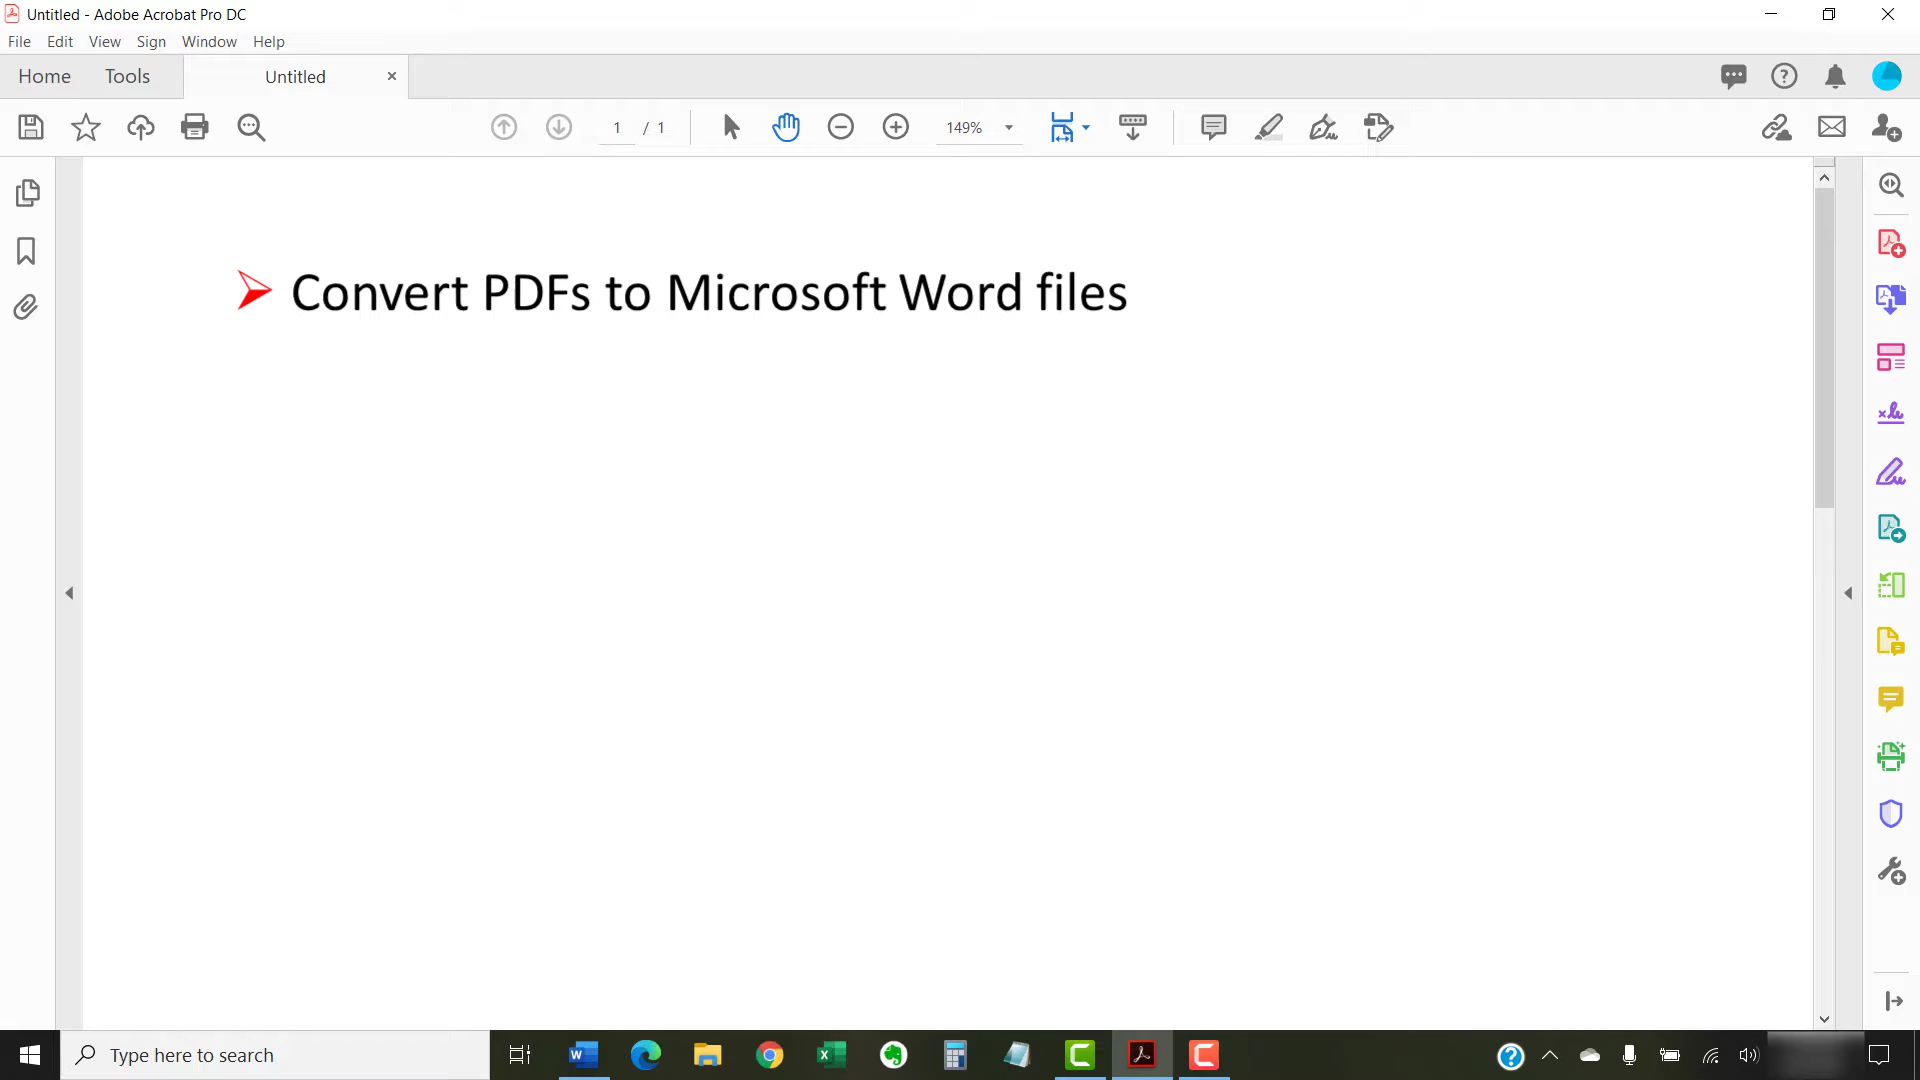 Untitled - Adobe Acrobat Pro DC
File Edit View Sign Window Help
Home Tools Untitled
1 / 1 149%
Convert PDFs to Microsoft Word files
Type here to search